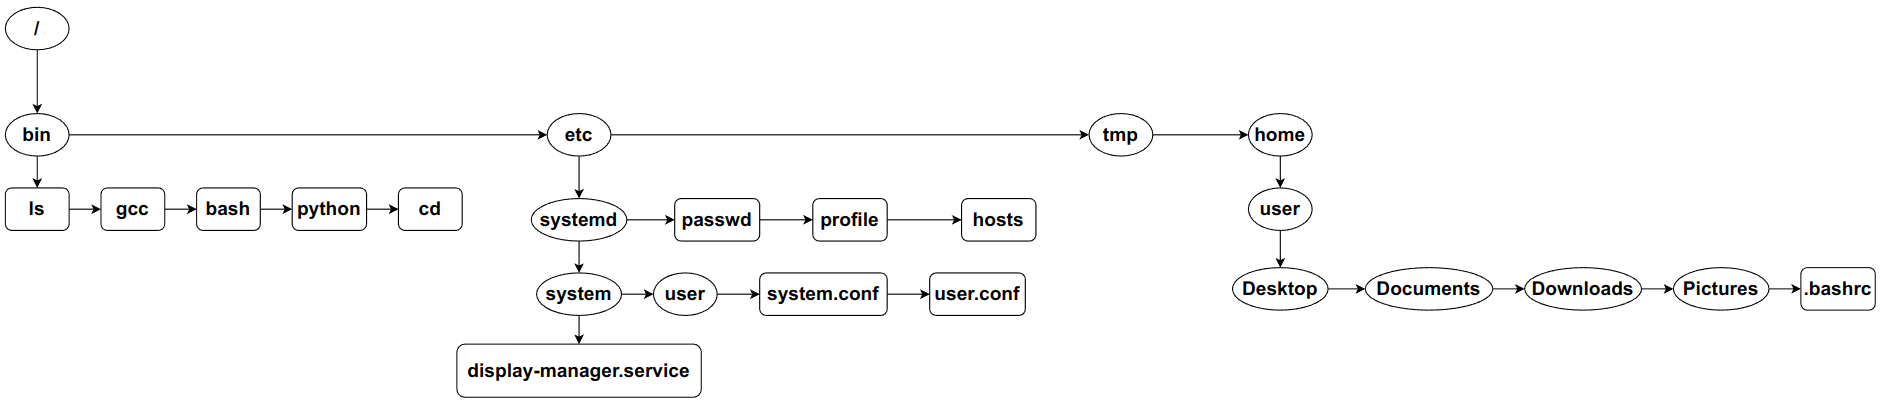 /
bin
etc
tmp
home
ls
gcc
bash
python
cd
systemd
passwd
profile
hosts
user
system
user
system.conf
user.conf
Desktop
Documents
Downloads
Pictures
.bashrc
display-manager.service